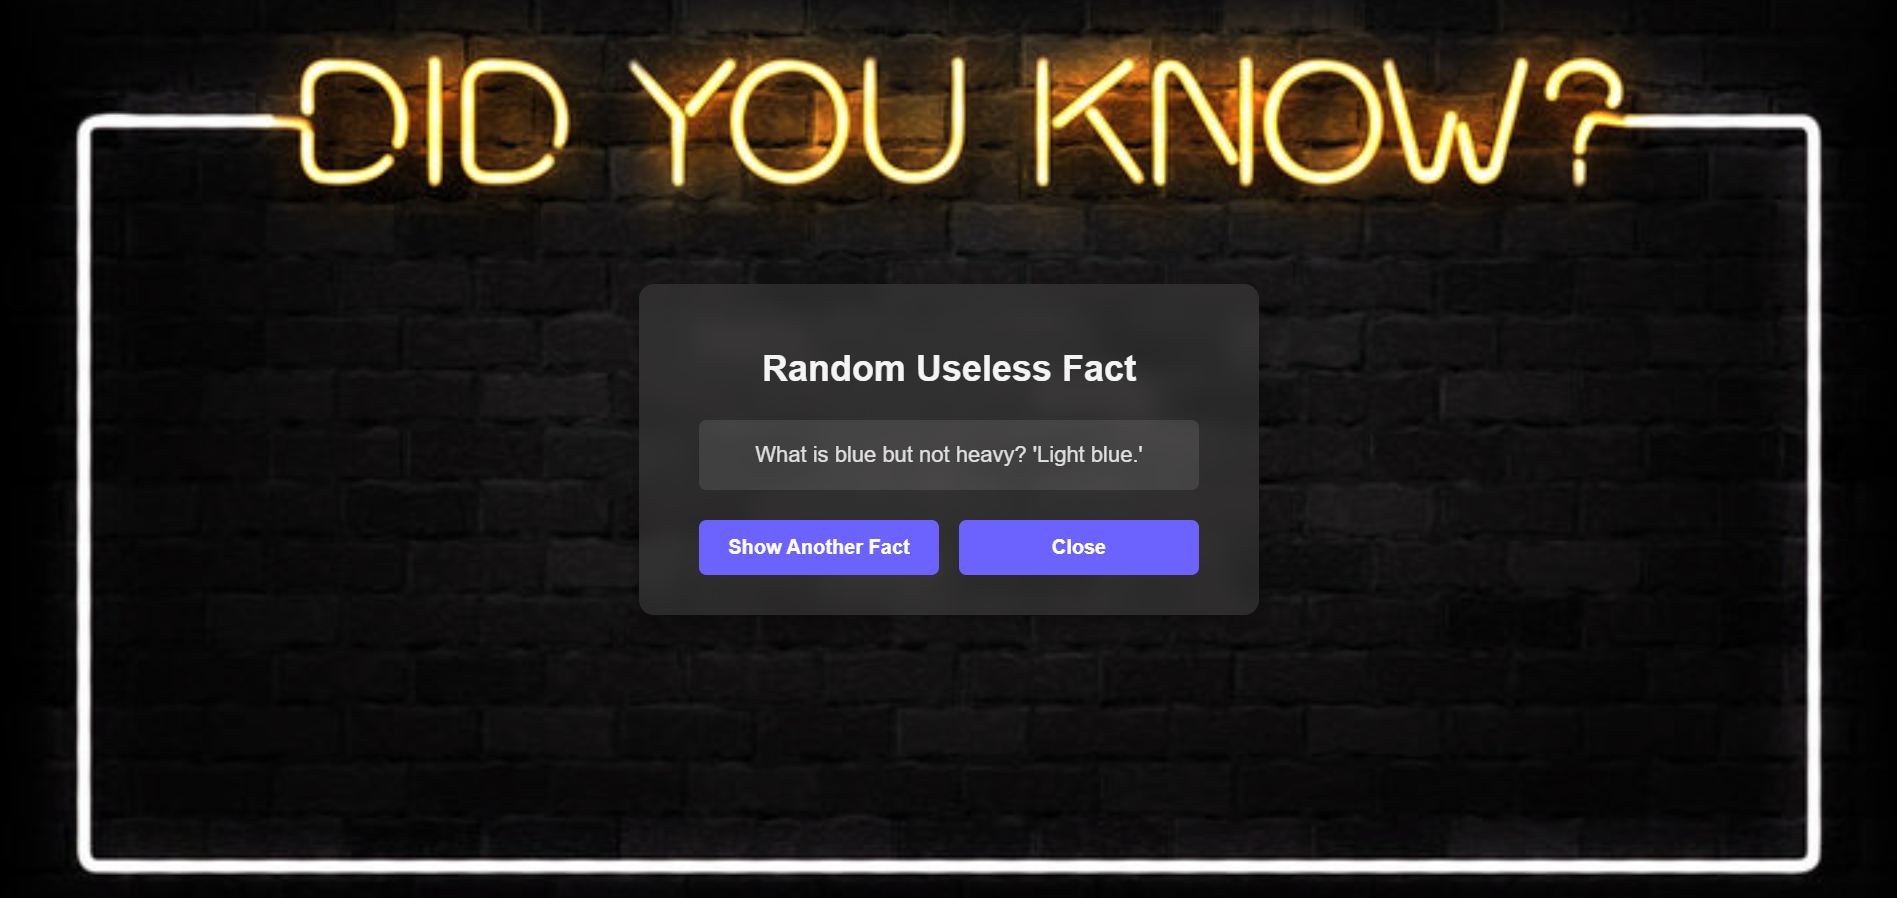 DID YOU KNOW?
Random Useless Fact
What is blue but not heavy? 'Light blue.'
Show Another Fact
Close